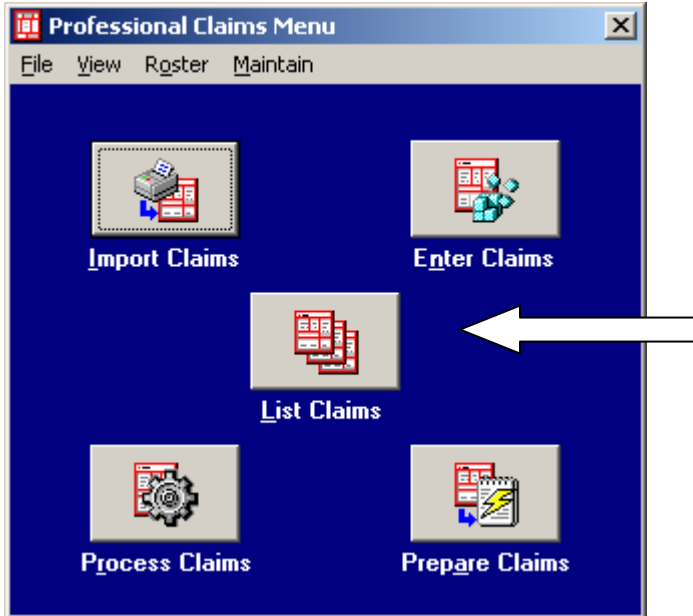 Professional Claims Menu
File View Roster Maintain
Import Claims Enter Claims
List Claims
Process Claims Prepare Claims